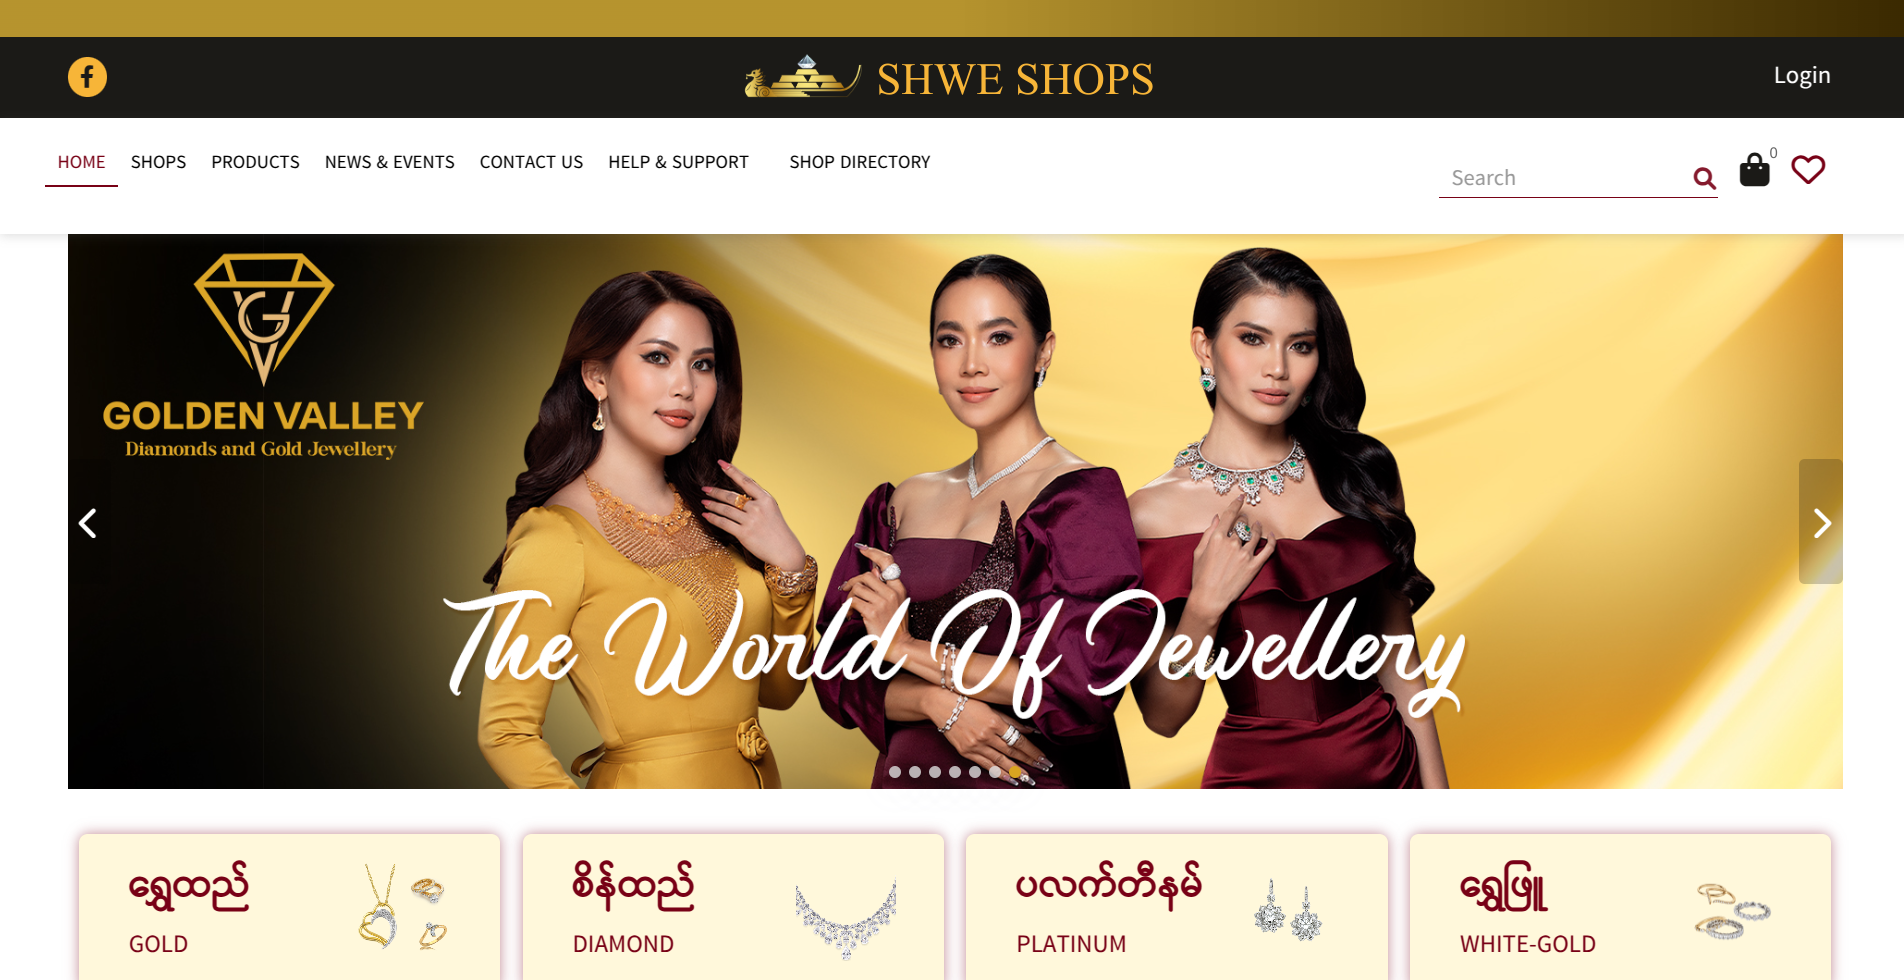 SHWE SHOPS
Login
HOME SHOPS PRODUCTS NEWS & EVENTS CONTACT US HELP & SUPPORT SHOP DIRECTORY
Search
0
GV
GOLDEN VALLEY
Diamonds and Gold Jewellery
The World Of Jewellery
ရွှေထည်
GOLD
စိန်ထည်
DIAMOND
ပလက်တီနမ်
PLATINUM
ရွှေဖြူ
WHITE-GOLD